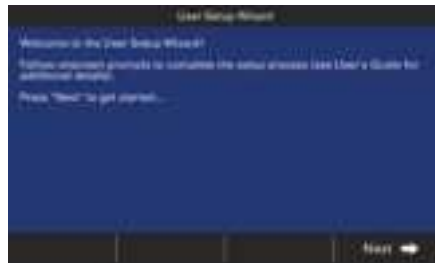 User Setup Wizard
Welcome to the User Setup Wizard!
Follow onscreen prompts to complete the setup process (see User's Guide for
additional details).
Press "Next" to get started...
Next